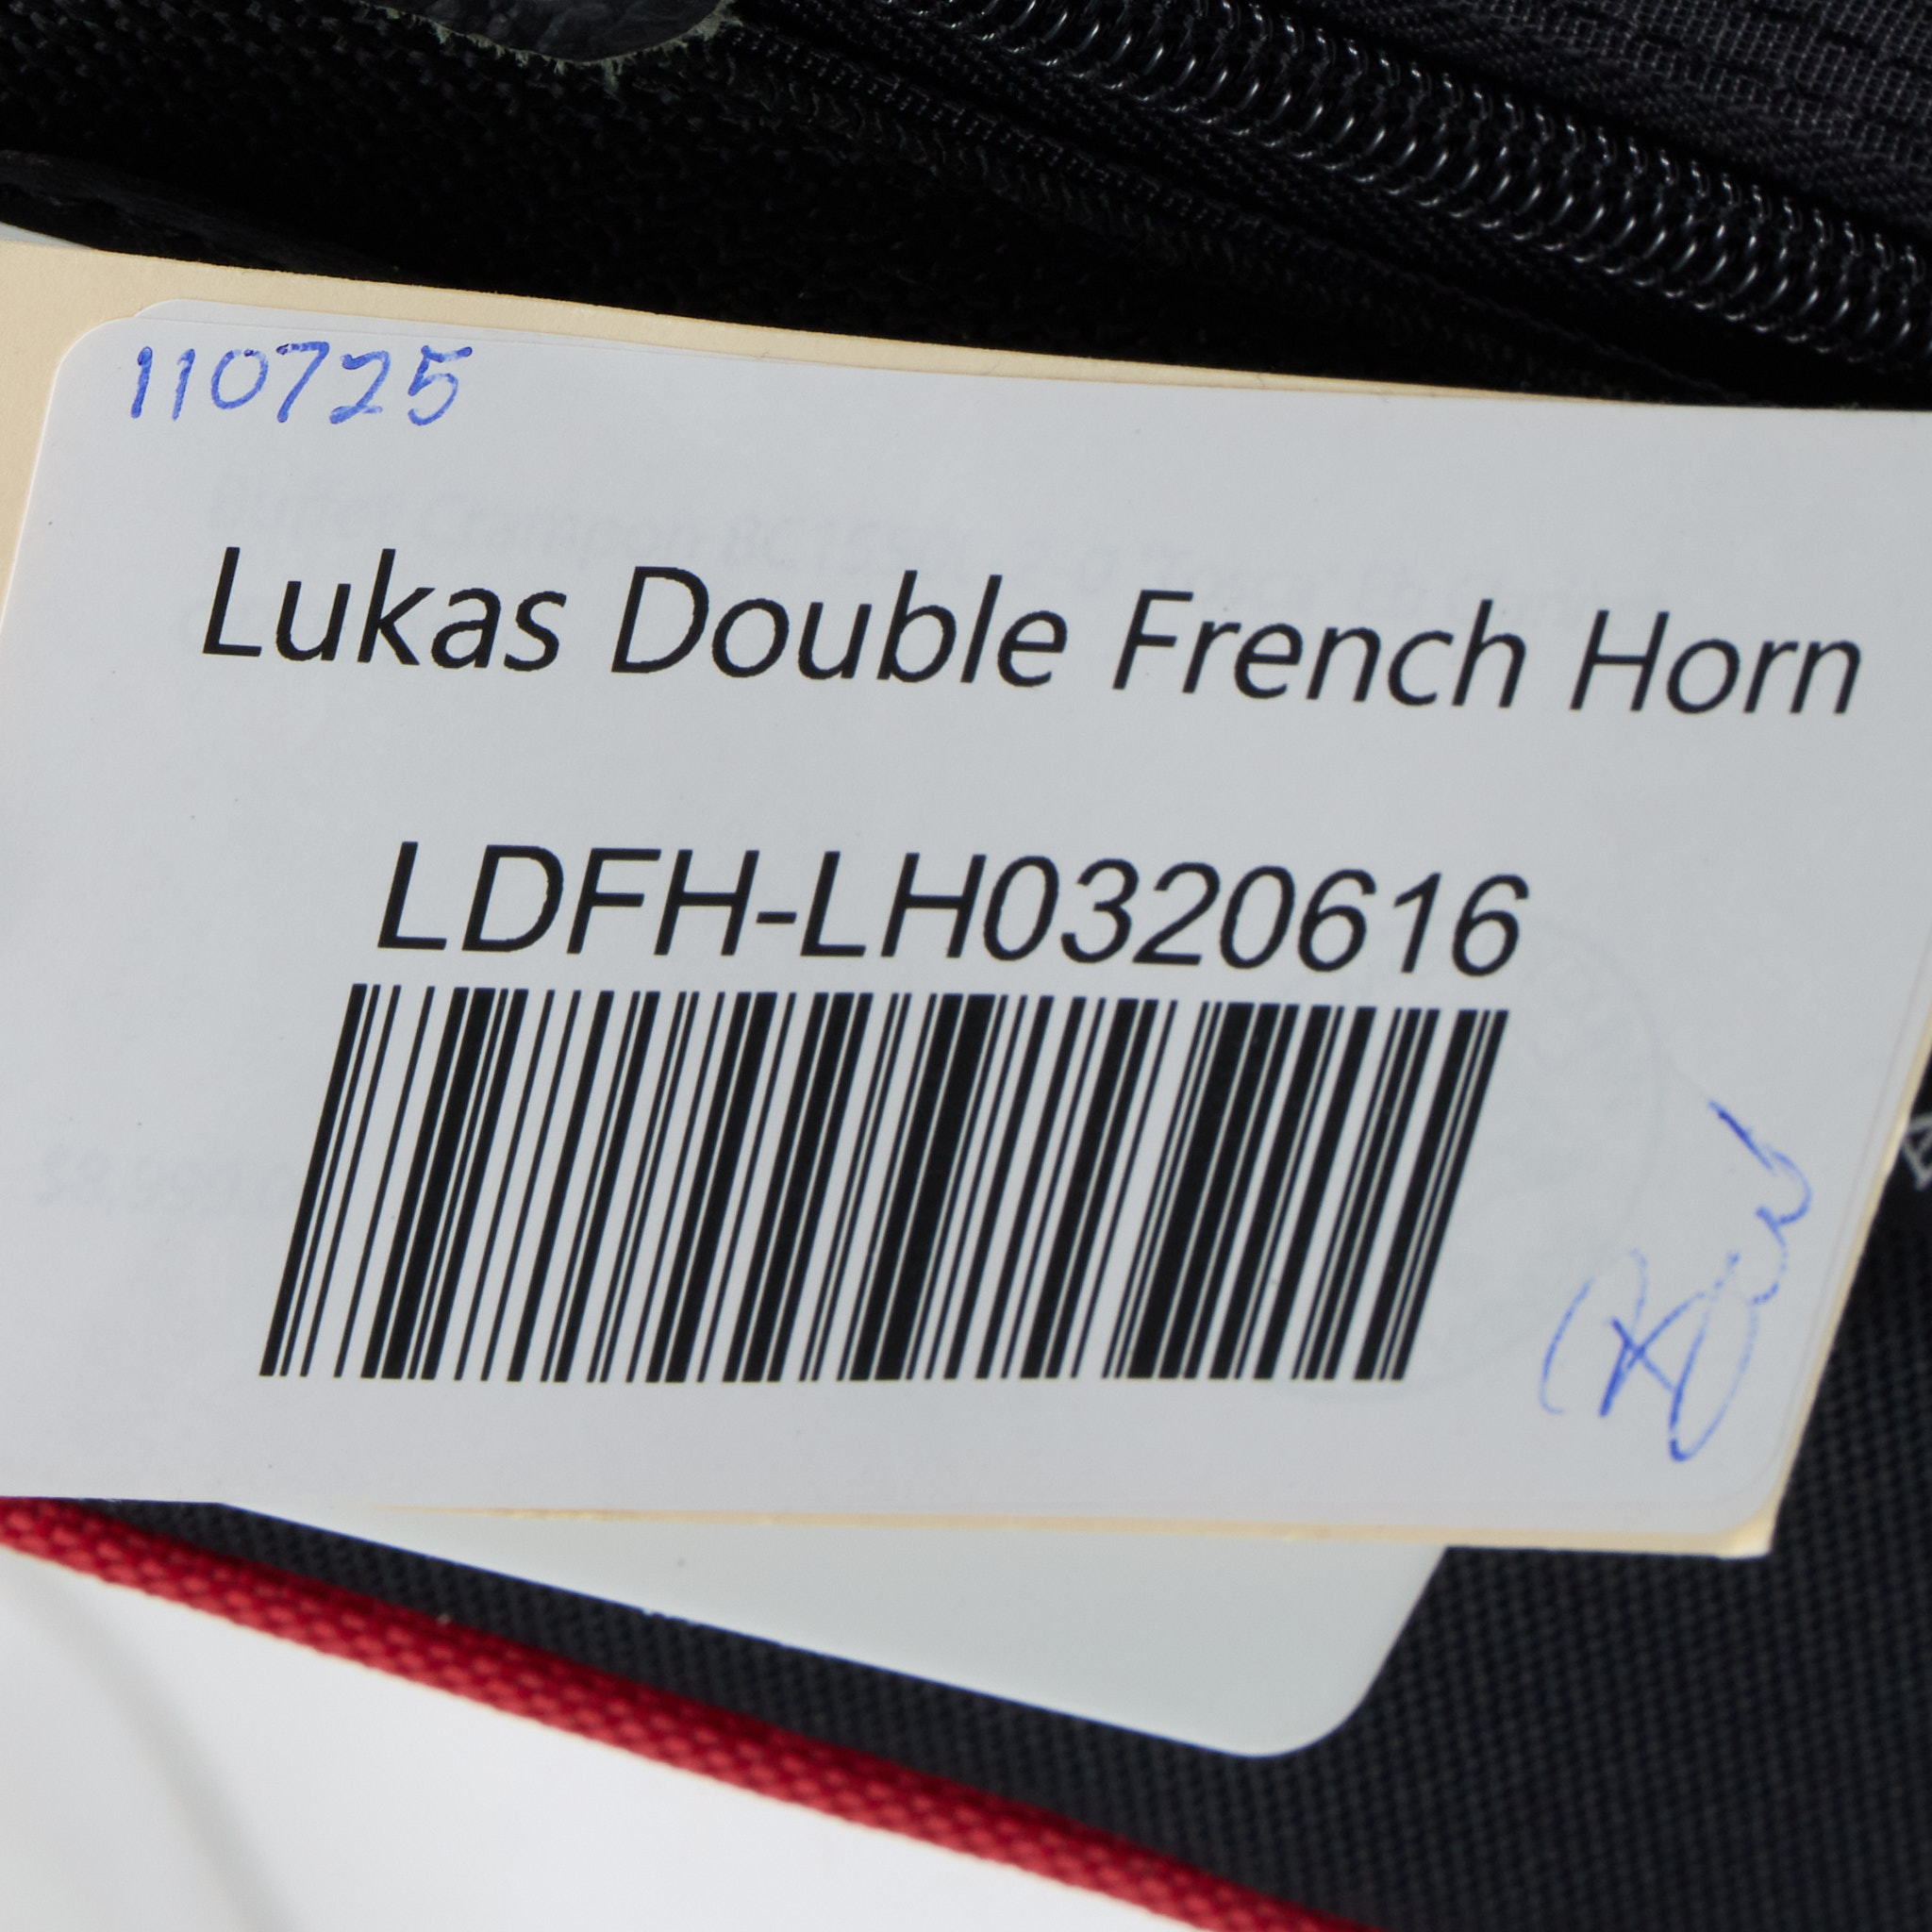 110725
Lukas Double French Horn
LDFH-LH0320616